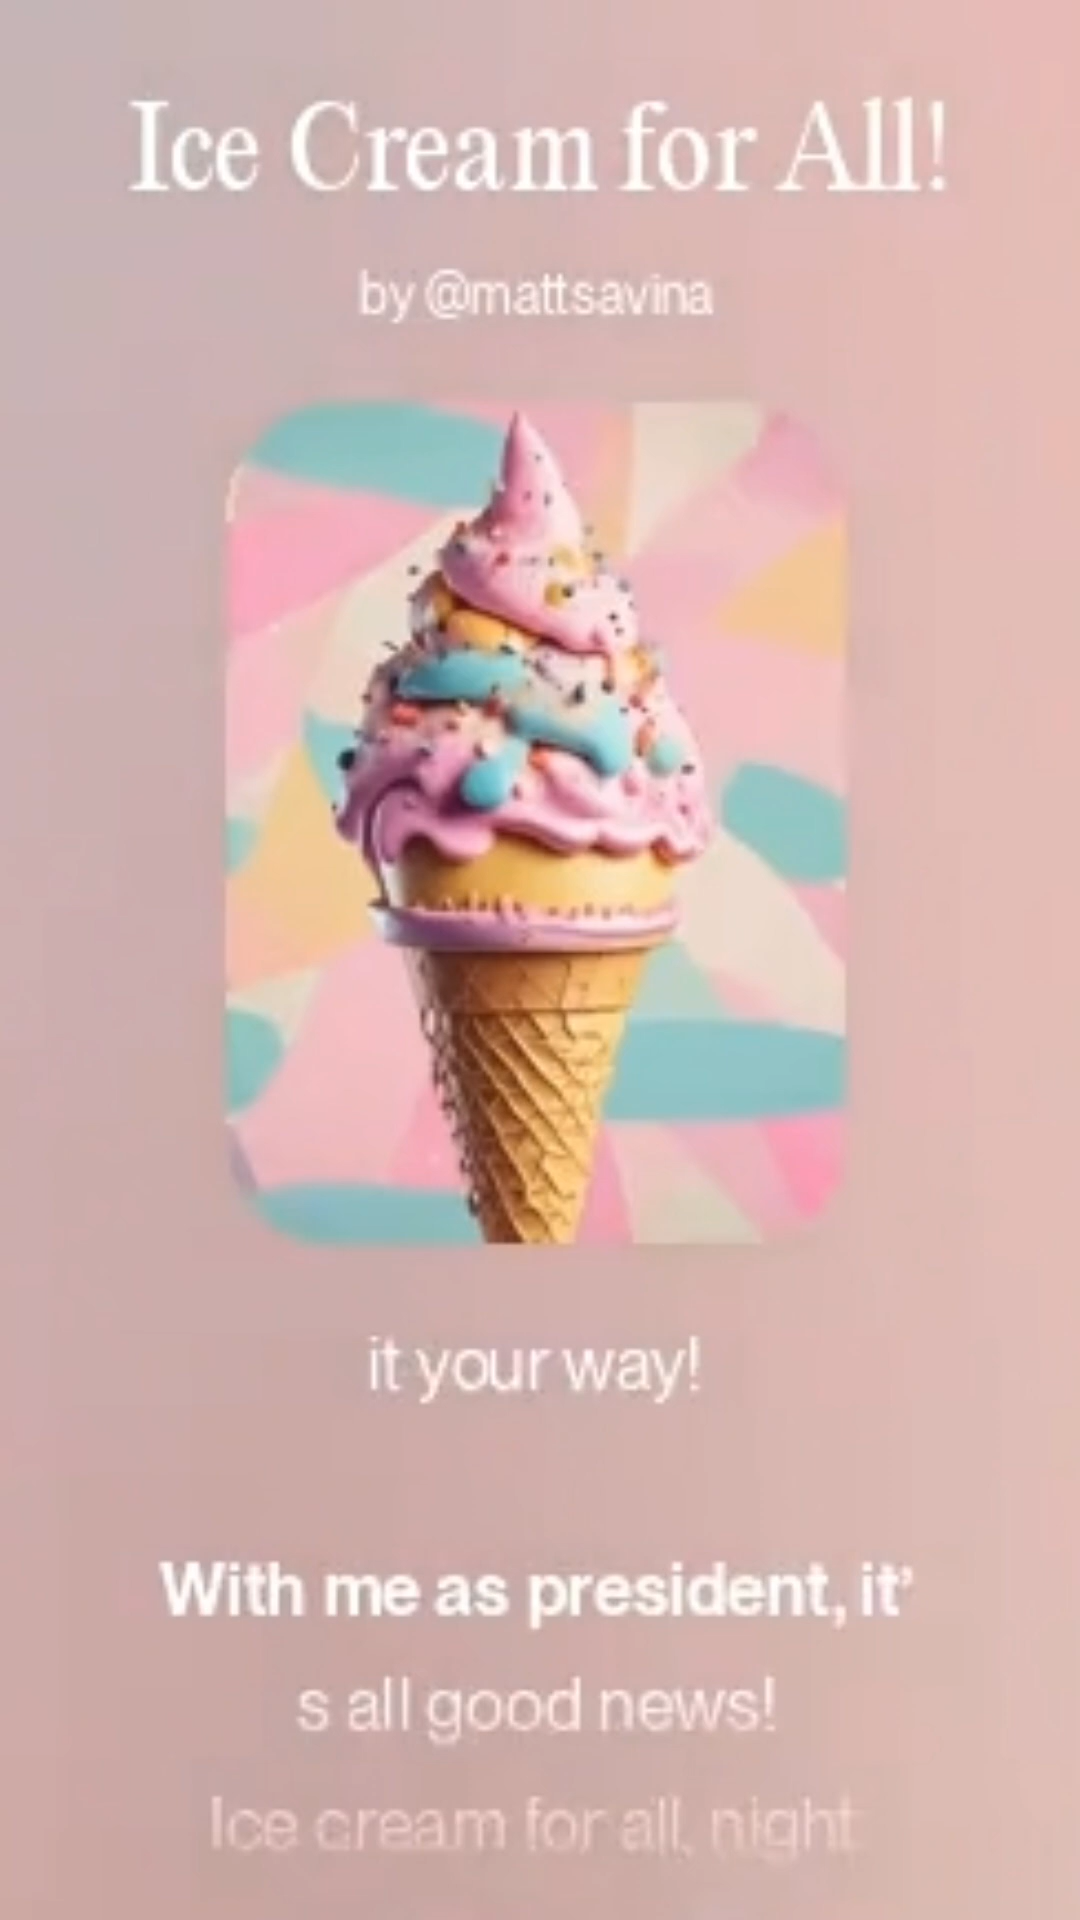 Ice Cream for All!
by @mattsavina
it your way!
With me as president, it’
s all good news!
Ice cream for all, night